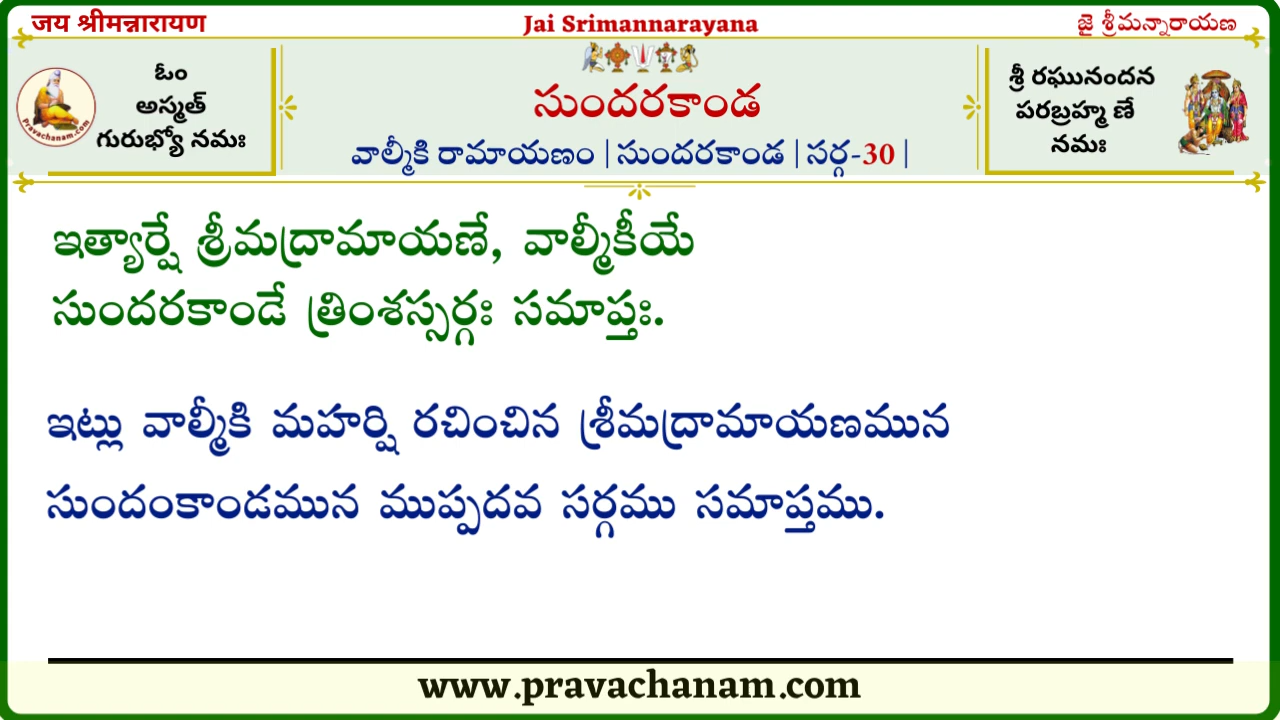 जय श्रीमन्नारायण
Jai Srimannarayana
జై శ్రీమన్నారాయణ
ఓం
అస్మత్
గురుభ్యో నమః
Pravachanam.com
సుందరకాండ
వాల్మీకి రామాయణం | సుందరకాండ | సర్గ-30 |
శ్రీ రఘునందన
పరబ్రహ్మ ణే
నమః
ఇత్యార్షే శ్రీమద్రామాయణే, వాల్మీకీయే
సుందరకాండే త్రింశస్సర్గః సమాప్తః.
ఇట్లు వాల్మీకి మహర్షి రచించిన శ్రీమద్రామాయణమున
సుందంకాండమున ముప్పదవ సర్గము సమాప్తము.
www.pravachanam.com